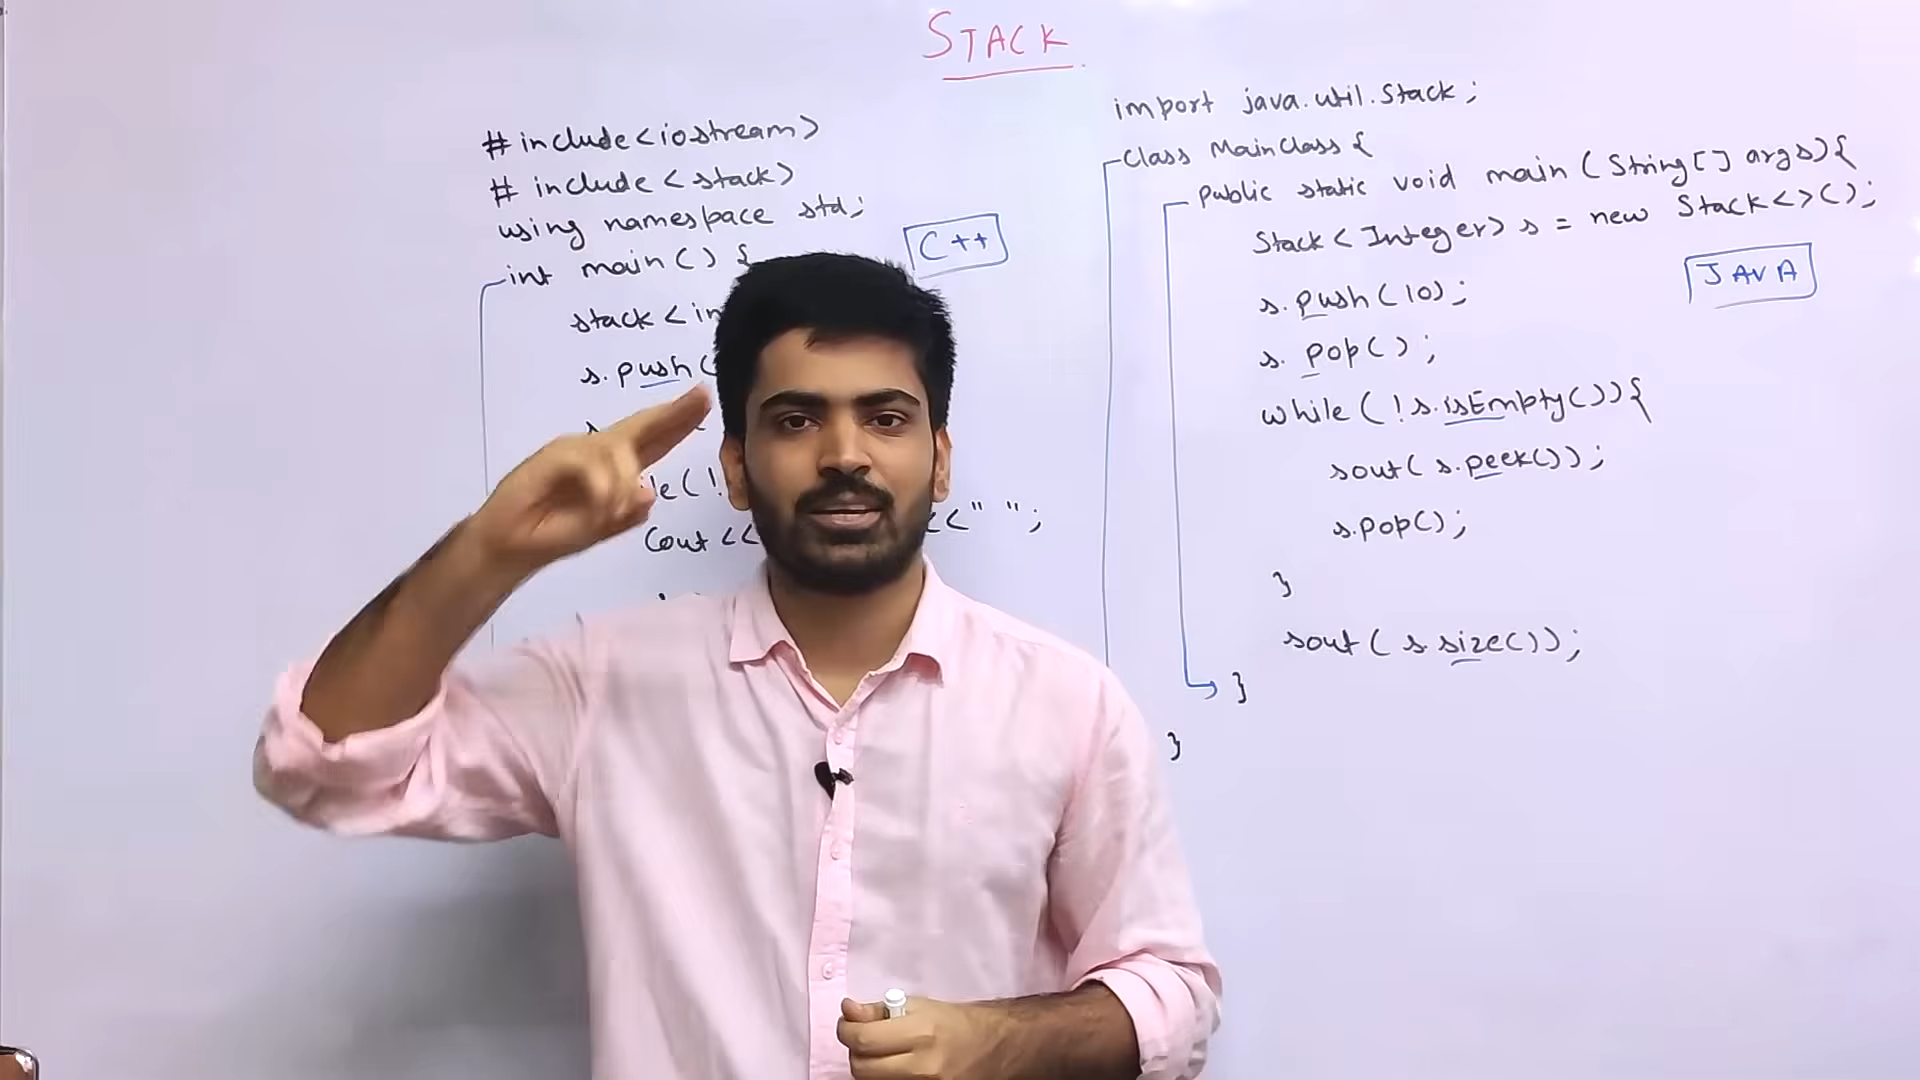 STACK
# include <iostream>
# include <stack>
using namespace std;
int main() {
stack <in
s.push(
le(!
cout << <<" ";
C++
import java.util.Stack;
class MainClass {
public static void main (String[] args){
Stack<Integer> s = new Stack<>();
s.push(10);
s.pop();
while(!s.isEmpty()){
sout(s.peek());
s.pop();
}
sout(s.size());
}
}
JAVA